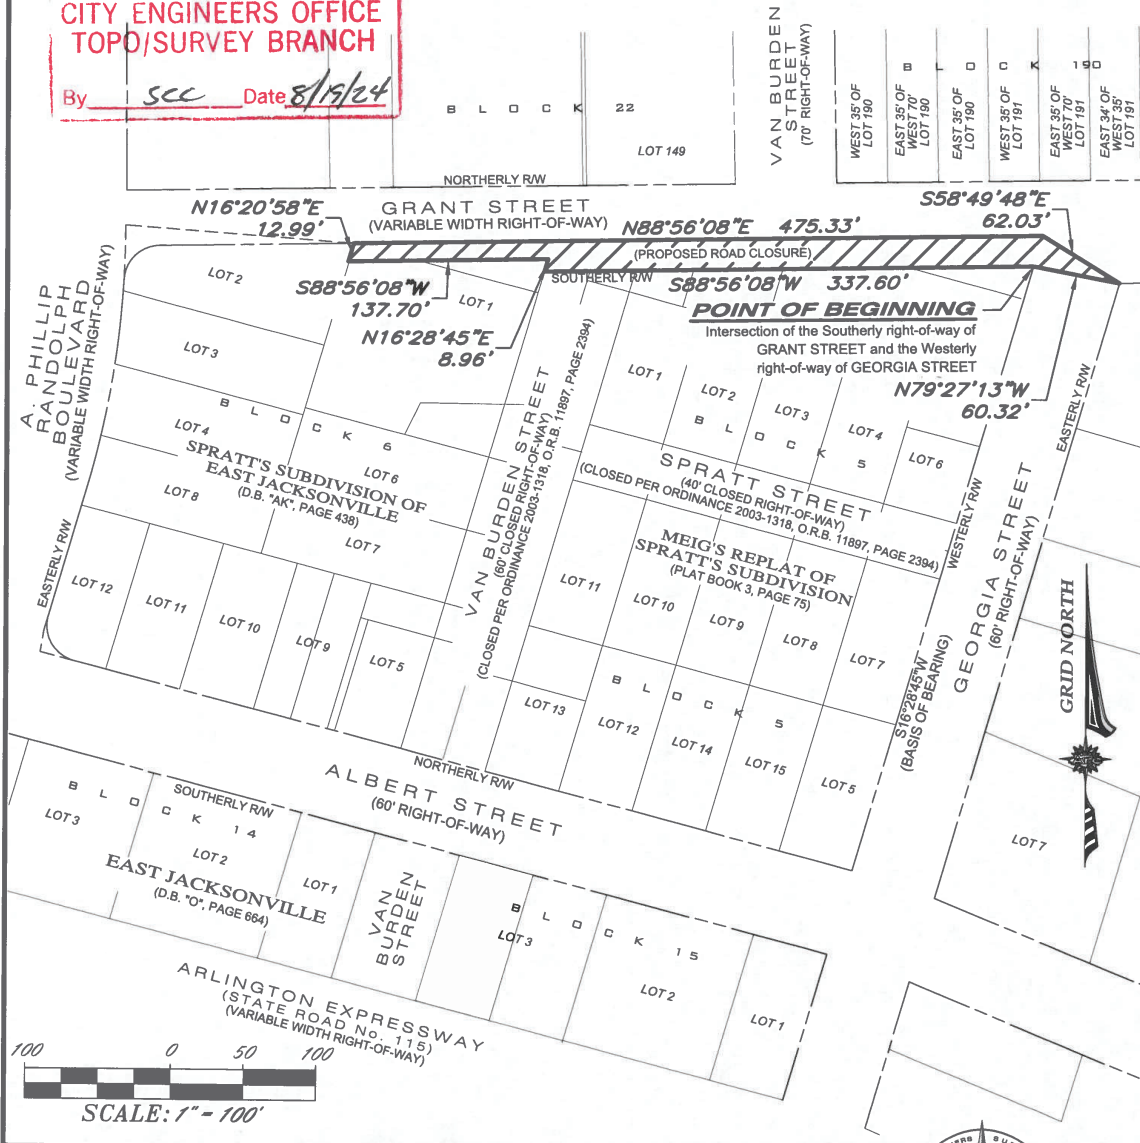 CITY ENGINEERS OFFICE
TOPO/SURVEY BRANCH
By SCC Date 8/19/24
BLOCK 22
LOT 149
NORTHERLY R/W
VAN BURDEN
STREET
(70' RIGHT-OF-WAY)
BLOCK 190
WEST 35' OF
LOT 190
EAST 35' OF
WEST 70'
LOT 190
EAST 35' OF
LOT 190
WEST 35' OF
LOT 191
EAST 35' OF
WEST 70'
LOT 191
EAST 34' OF
WEST 35'
LOT 191
N16°20'58"E
12.99'
GRANT STREET
(VARIABLE WIDTH RIGHT-OF-WAY)
N88°56'08"E 475.33'
(PROPOSED ROAD CLOSURE)
S58°49'48"E
62.03'
SOUTHERLY R/W
S88°56'08"W 337.60'
S88°56'08"W
137.70'
N16°28'45"E
8.96'
POINT OF BEGINNING
Intersection of the Southerly right-of-way of
GRANT STREET and the Westerly
right-of-way of GEORGIA STREET
N79°27'13"W
60.32'
A. PHILLIP
RANDOLPH
BOULEVARD
(VARIABLE WIDTH RIGHT-OF-WAY)
EASTERLY R/W
LOT 2
LOT 1
LOT 3
BLOCK 6
LOT 4
LOT 6
SPRATT'S SUBDIVISION OF
EAST JACKSONVILLE
(D.B. "AK", PAGE 438)
LOT 8
LOT 7
LOT 12
LOT 11
LOT 10
LOT 9
LOT 5
VAN BURDEN STREET
(60' CLOSED RIGHT-OF-WAY)
(CLOSED PER ORDINANCE 2003-1318, O.R.B. 11897, PAGE 2394)
LOT 1
LOT 2
LOT 3
LOT 4
LOT 6
BLOCK 5
SPRATT STREET
(40' CLOSED RIGHT-OF-WAY)
(CLOSED PER ORDINANCE 2003-1318, O.R.B. 11897, PAGE 2394)
MEIG'S REPLAT OF
SPRATT'S SUBDIVISION
(PLAT BOOK 3, PAGE 75)
LOT 11
LOT 10
LOT 9
LOT 8
LOT 7
BLOCK 5
LOT 13
LOT 12
LOT 14
LOT 15
LOT 5
WESTERLY R/W
S16°28'45"W
(BASIS OF BEARING)
GEORGIA STREET
(60' RIGHT-OF-WAY)
EASTERLY R/W
GRID NORTH
LOT 7
NORTHERLY R/W
ALBERT STREET
(60' RIGHT-OF-WAY)
SOUTHERLY R/W
BLOCK 14
LOT 3
LOT 2
LOT 1
EAST JACKSONVILLE
(D.B. "O", PAGE 664)
VAN
BURDEN
STREET
BLOCK 15
LOT 3
LOT 2
LOT 1
ARLINGTON EXPRESSWAY
(STATE ROAD No. 115)
(VARIABLE WIDTH RIGHT-OF-WAY)
100 0 50 100
SCALE: 1" = 100'